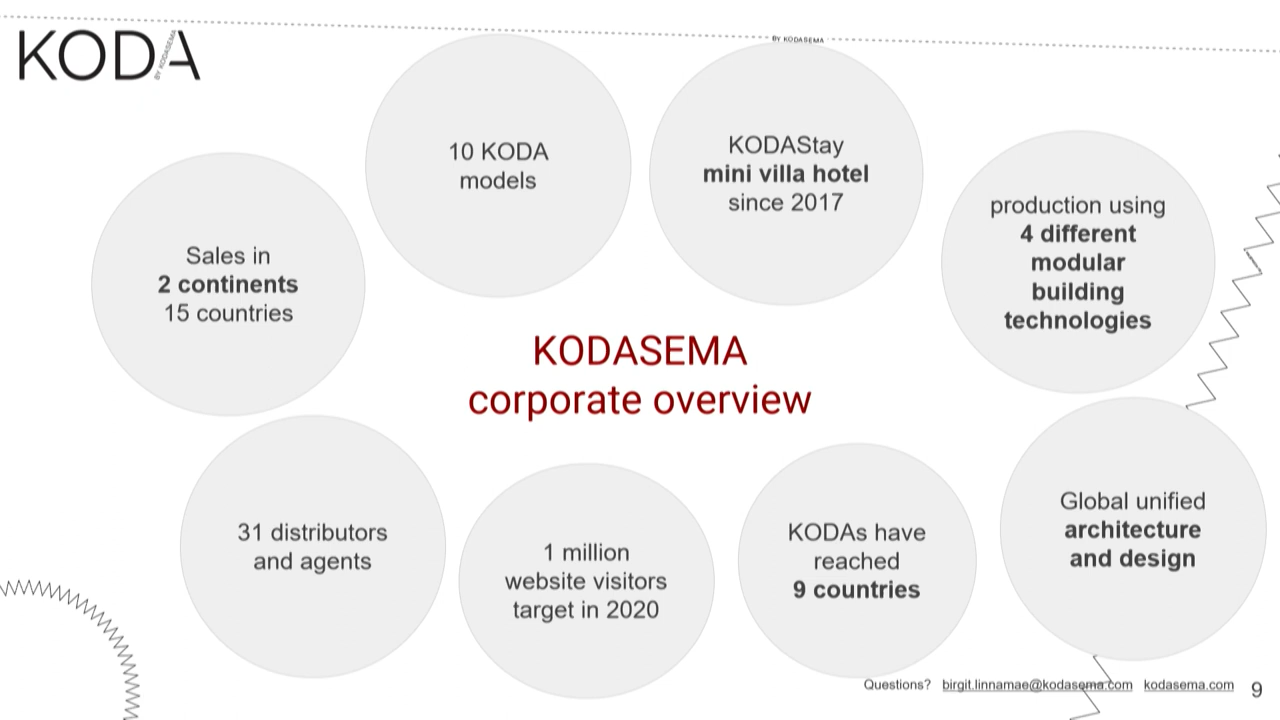 KODA
BY KODASEMA
BY KODASEMA
10 KODA
models
KODAStay
mini villa hotel
since 2017
production using
4 different
modular
building
technologies
Sales in
2 continents
15 countries
KODASEMA
corporate overview
31 distributors
and agents
1 million
website visitors
target in 2020
KODAs have
reached
9 countries
Global unified
architecture
and design
Questions? birgit.linnamae@kodasema.com kodasema.com 9